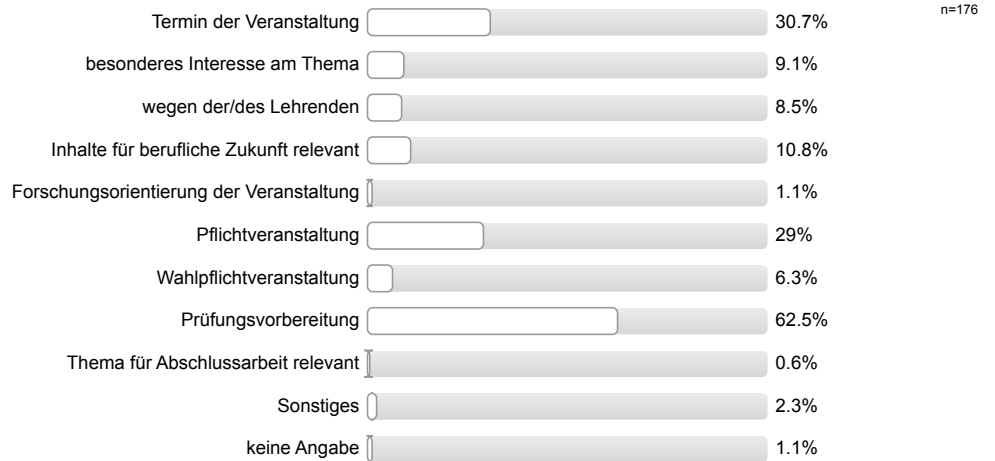 n=176
Termin der Veranstaltung 30.7%
besonderes Interesse am Thema 9.1%
wegen der/des Lehrenden 8.5%
Inhalte für berufliche Zukunft relevant 10.8%
Forschungsorientierung der Veranstaltung 1.1%
Pflichtveranstaltung 29%
Wahlpflichtveranstaltung 6.3%
Prüfungsvorbereitung 62.5%
Thema für Abschlussarbeit relevant 0.6%
Sonstiges 2.3%
keine Angabe 1.1%